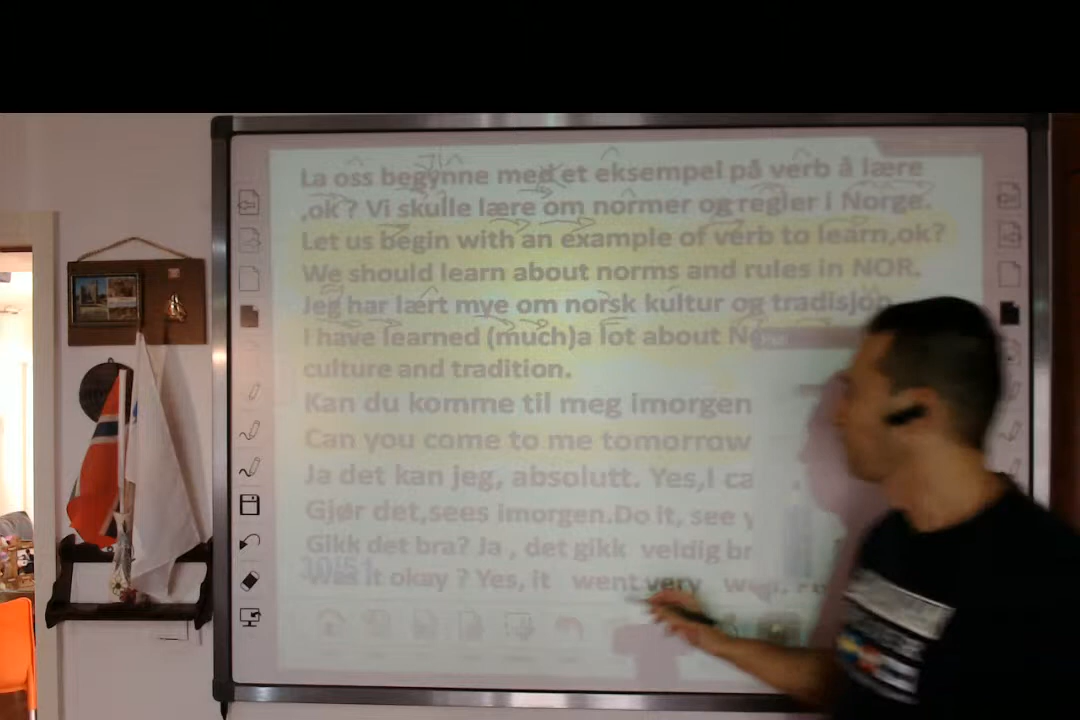 La oss begynne med et eksempel på verb å lære
,ok? Vi skulle lære om normer og regler i Norge.
Let us begin with an example of verb to learn,ok?
We should learn about norms and rules in NOR.
Jeg har lært mye om norsk kultur og tradisjon
I have learned (much)a lot about
culture and tradition.
Kan du komme til meg imorgen
Can you come to me tomorrow
Ja det kan jeg, absolutt. Yes,I
Gjør det,sees imorgen.Do it, see
Gikk det bra? Ja , det gikk veldig
Was it okay ? Yes, it went very